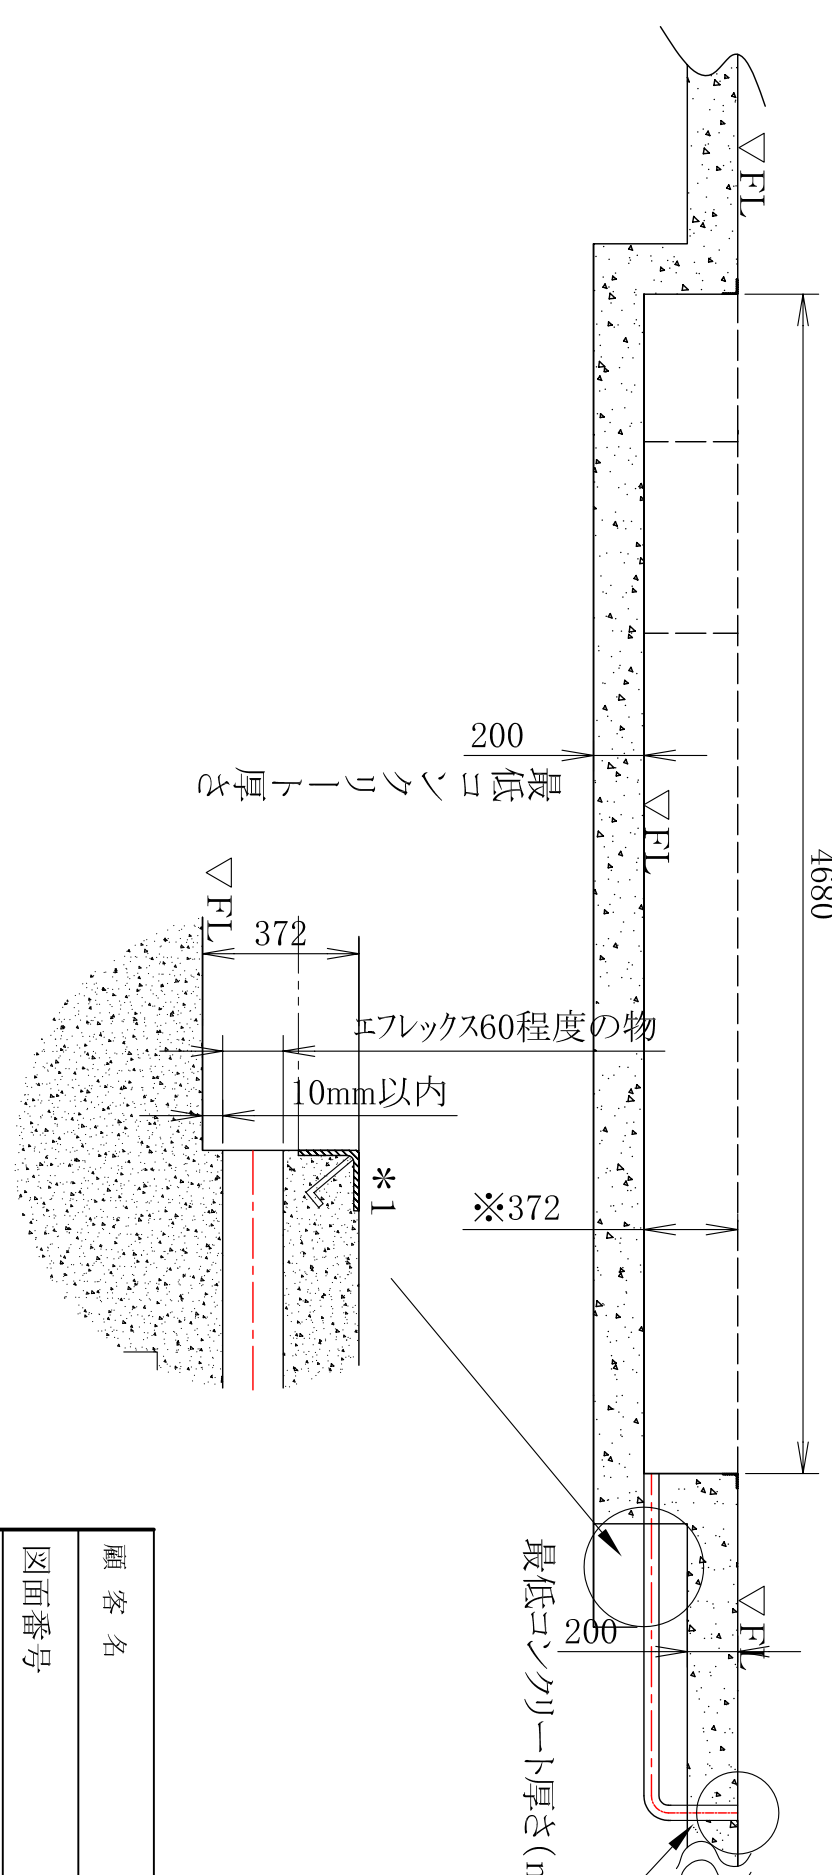 ▽FL
4680
200
最低コンクリート厚さ
▽FL
▽FL
372
エフレックス60程度の物
10mm以内
*1
※372
▽FL
200
最低コンクリート厚さ(m
顧客名
図面番号